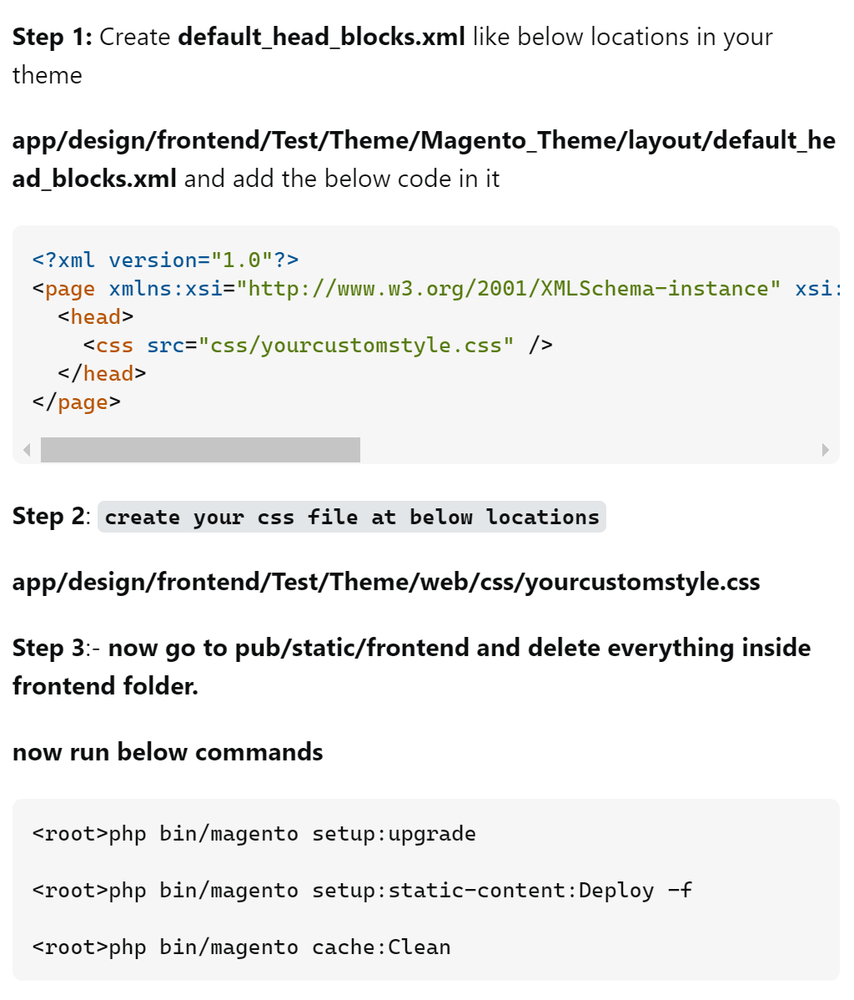 Step 1: Create default_head_blocks.xml like below locations in your
theme
app/design/frontend/Test/Theme/Magento_Theme/layout/default_he
ad_blocks.xml and add the below code in it
<?xml version="1.0"?>
<page xmlns:xsi="http://www.w3.org/2001/XMLSchema-instance" xsi:
  <head>
    <css src="css/yourcustomstyle.css" />
  </head>
</page>
Step 2: create your css file at below locations
app/design/frontend/Test/Theme/web/css/yourcustomstyle.css
Step 3:- now go to pub/static/frontend and delete everything inside
frontend folder.
now run below commands
<root>php bin/magento setup:upgrade
<root>php bin/magento setup:static-content:Deploy -f
<root>php bin/magento cache:Clean